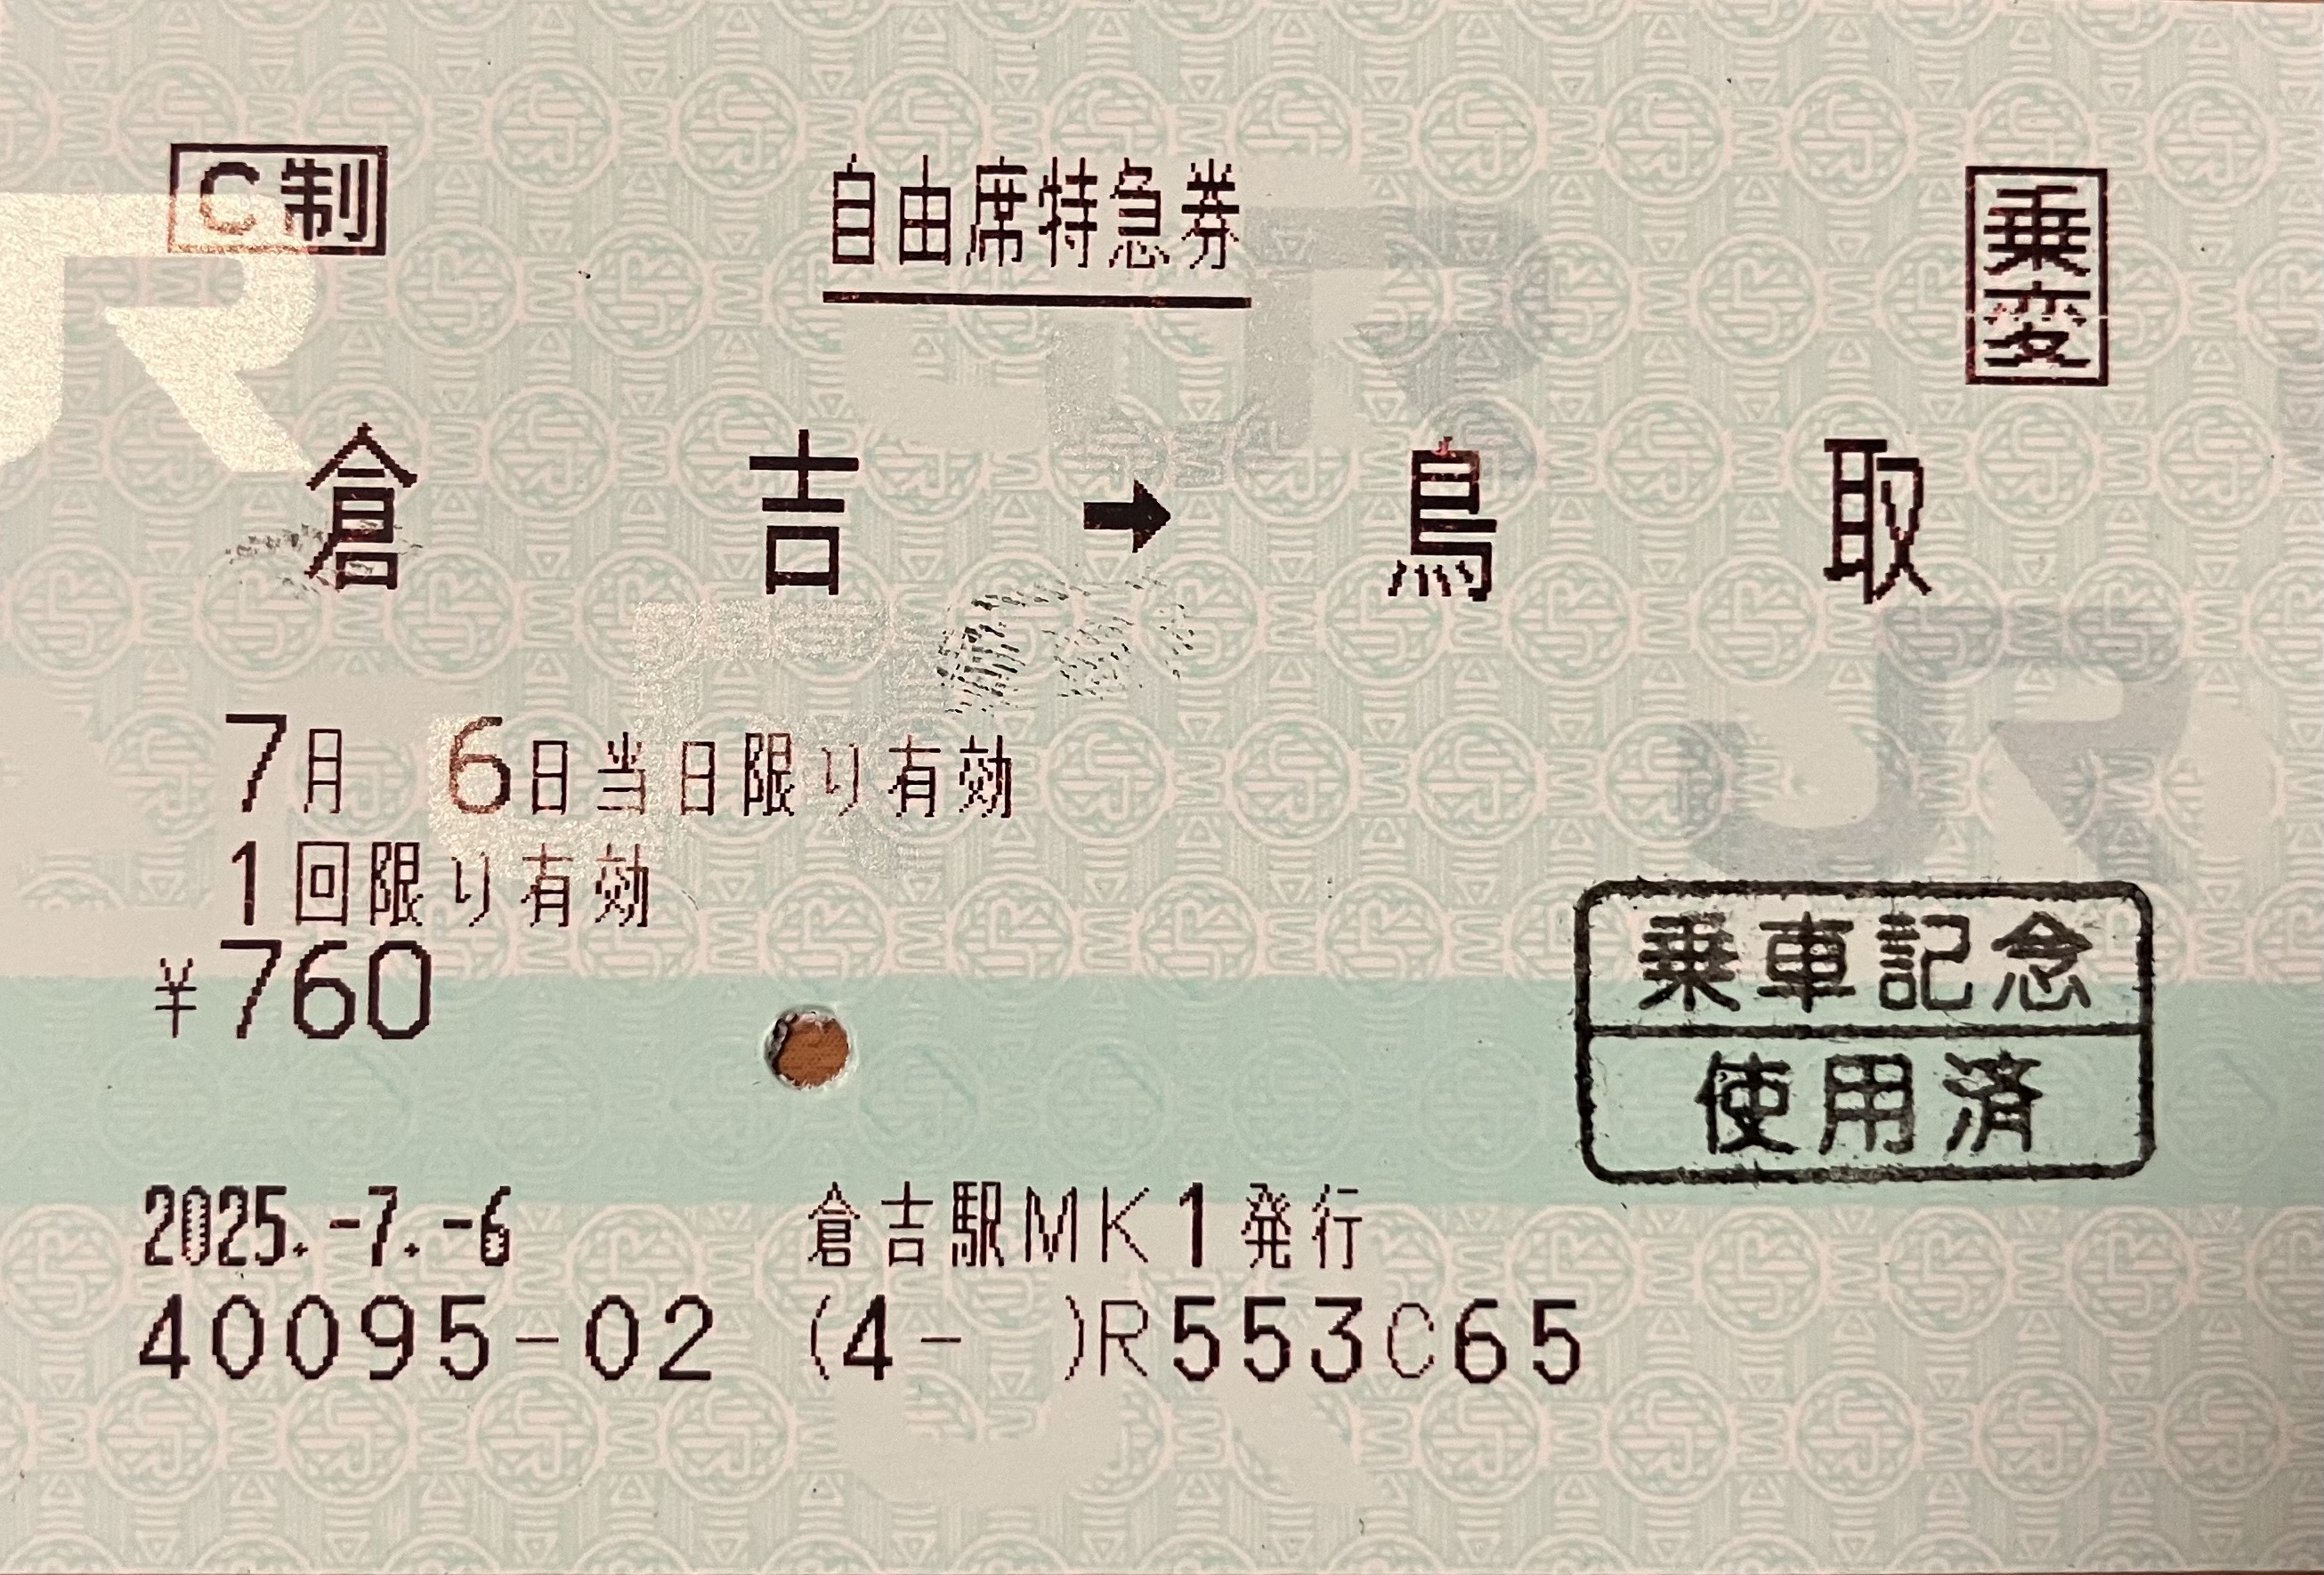 C制
自由席特急券
乗変
倉吉➡鳥取
7月 6日当日限り有効
1回限り有効
¥760
乗車記念
使用済
2025.-7.-6 倉吉駅MK1発行
40095-02 (4- )R553C65
JR